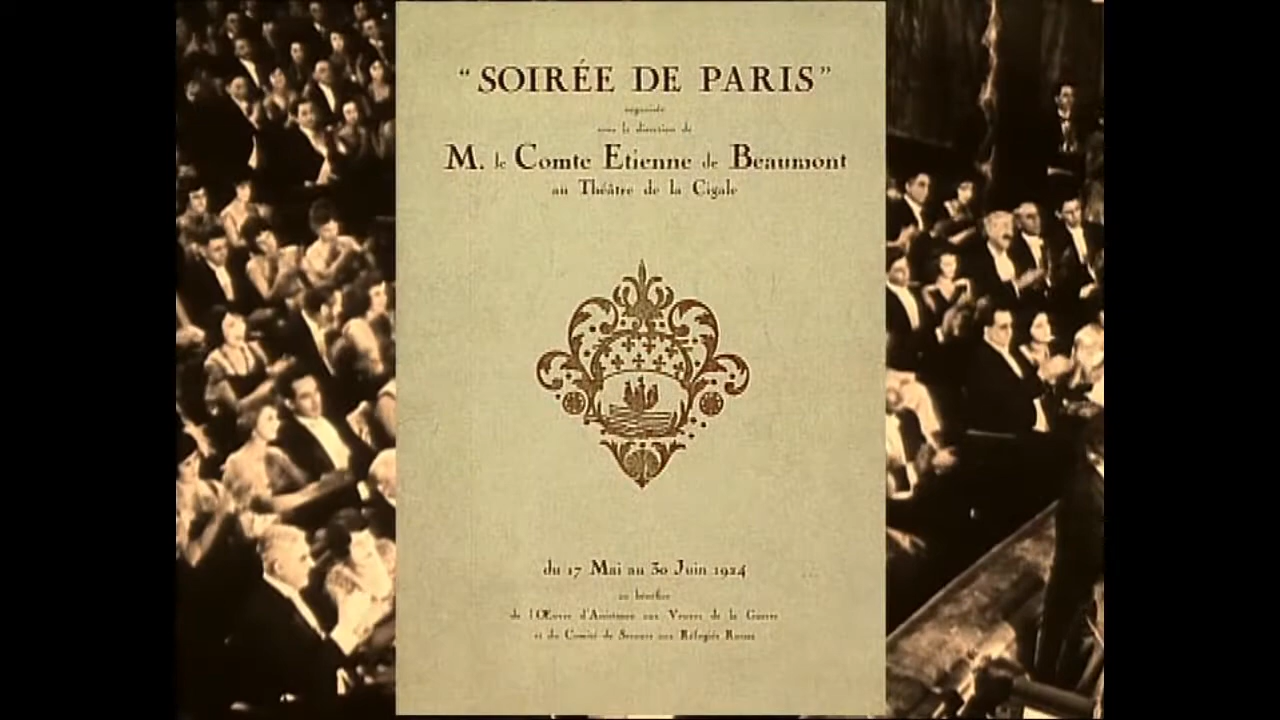 “SOIRÉE DE PARIS”
organisée
sous la direction de
M. le Comte Etienne de Beaumont
au Théâtre de la Cigale
du 17 Mai au 30 Juin 1924
au bénéfice
de l'Œuvre d'Assistance aux Veuves de la Guerre
et du Comité de Secours aux Réfugiés Russes